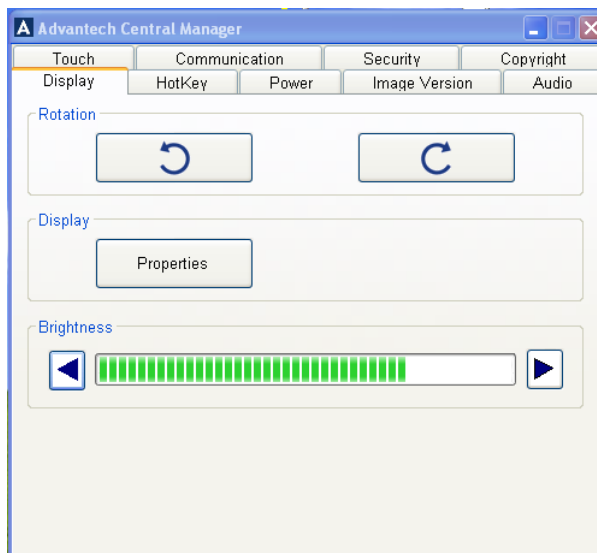 A Advantech Central Manager
Touch Communication Security Copyright
Display HotKey Power Image Version Audio
Rotation
Display
Properties
Brightness